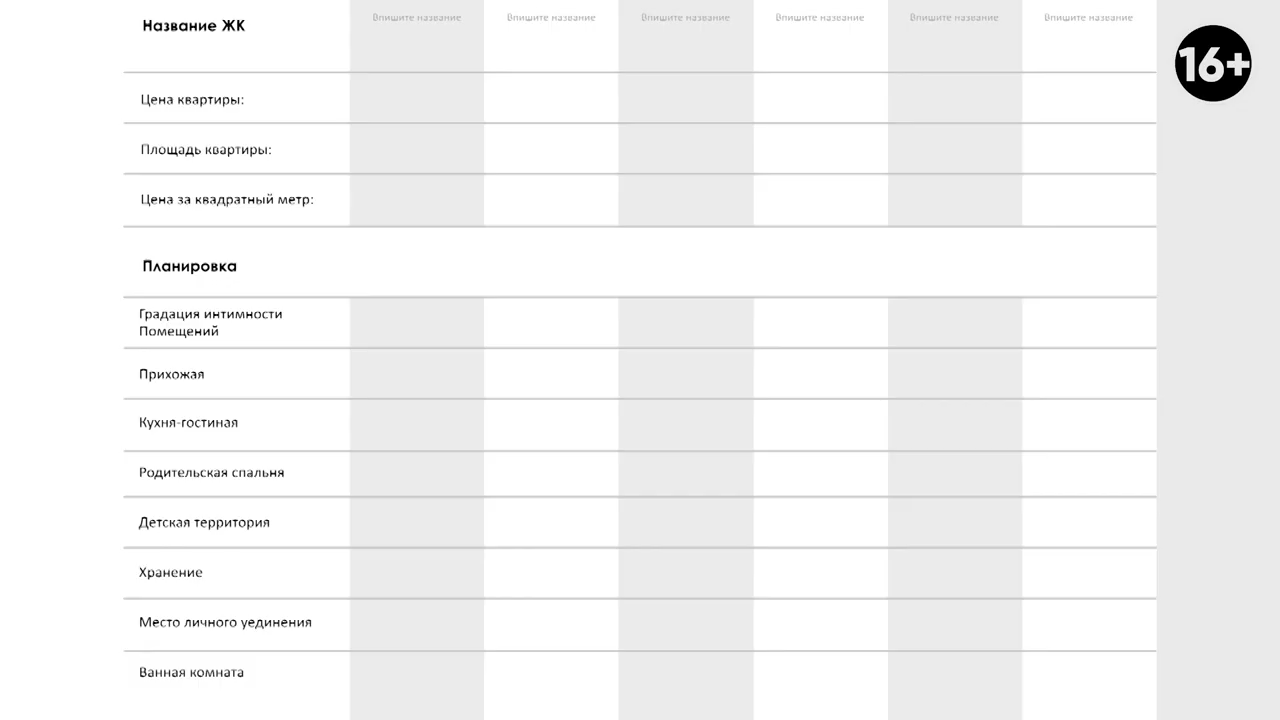 Название ЖК
Впишите название Впишите название Впишите название Впишите название Впишите название Впишите название
16+
Цена квартиры:
Площадь квартиры:
Цена за квадратный метр:
Планировка
Градация интимности
Помещений
Прихожая
Кухня-гостиная
Родительская спальня
Детская территория
Хранение
Место личного уединения
Ванная комната